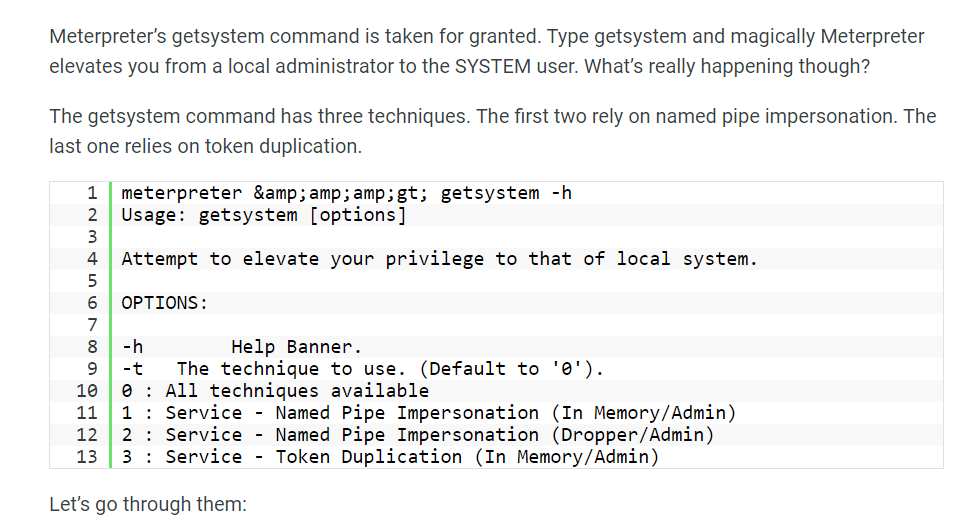 Meterpreter’s getsystem command is taken for granted. Type getsystem and magically Meterpreter
elevates you from a local administrator to the SYSTEM user. What’s really happening though?
The getsystem command has three techniques. The first two rely on named pipe impersonation. The
last one relies on token duplication.
1 meterpreter &amp;amp;amp;gt; getsystem -h
2 Usage: getsystem [options]
3
4 Attempt to elevate your privilege to that of local system.
5
6 OPTIONS:
7
8 -h        Help Banner.
9 -t   The technique to use. (Default to '0').
10 0 : All techniques available
11 1 : Service - Named Pipe Impersonation (In Memory/Admin)
12 2 : Service - Named Pipe Impersonation (Dropper/Admin)
13 3 : Service - Token Duplication (In Memory/Admin)
Let’s go through them: